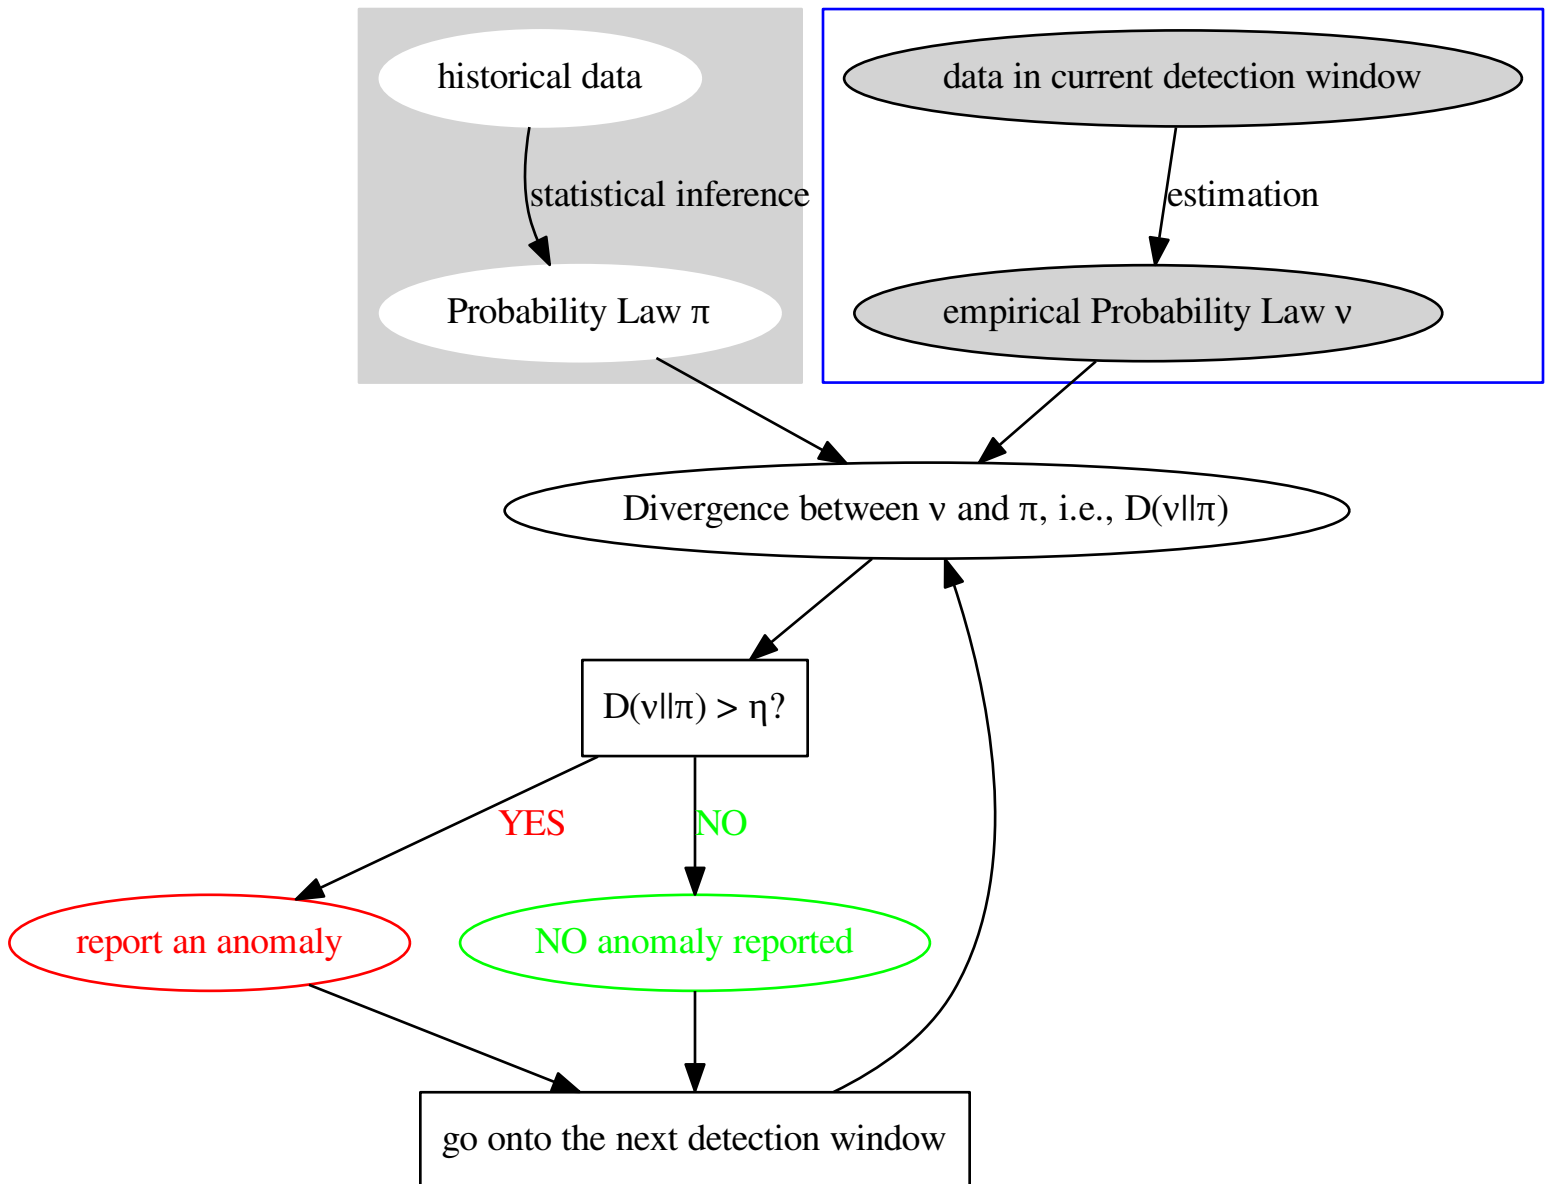 historical data
data in current detection window
statistical inference
estimation
Probability Law π
empirical Probability Law ν
Divergence between ν and π, i.e., D(ν||π)
D(ν||π) > η?
YES
NO
report an anomaly
NO anomaly reported
go onto the next detection window